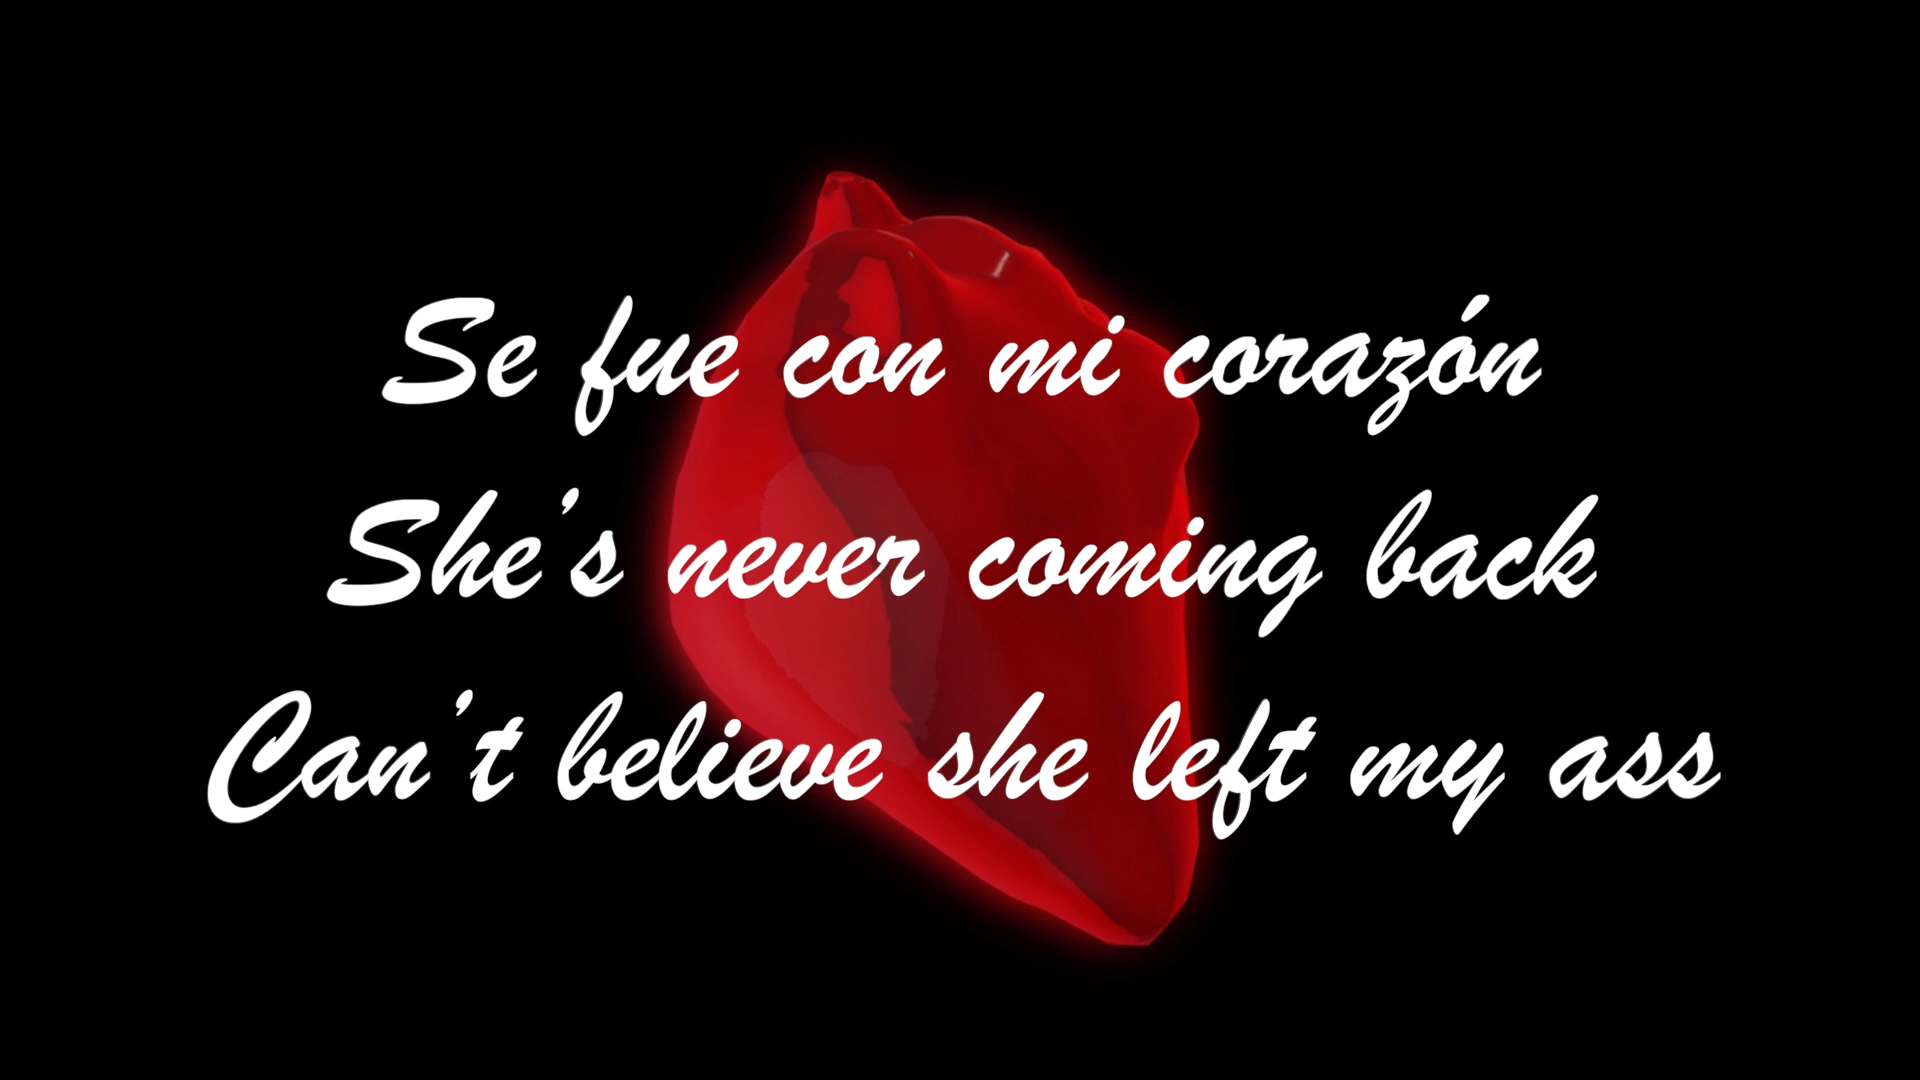 Se fue con mi corazón
She's never coming back
Can't believe she left my ass